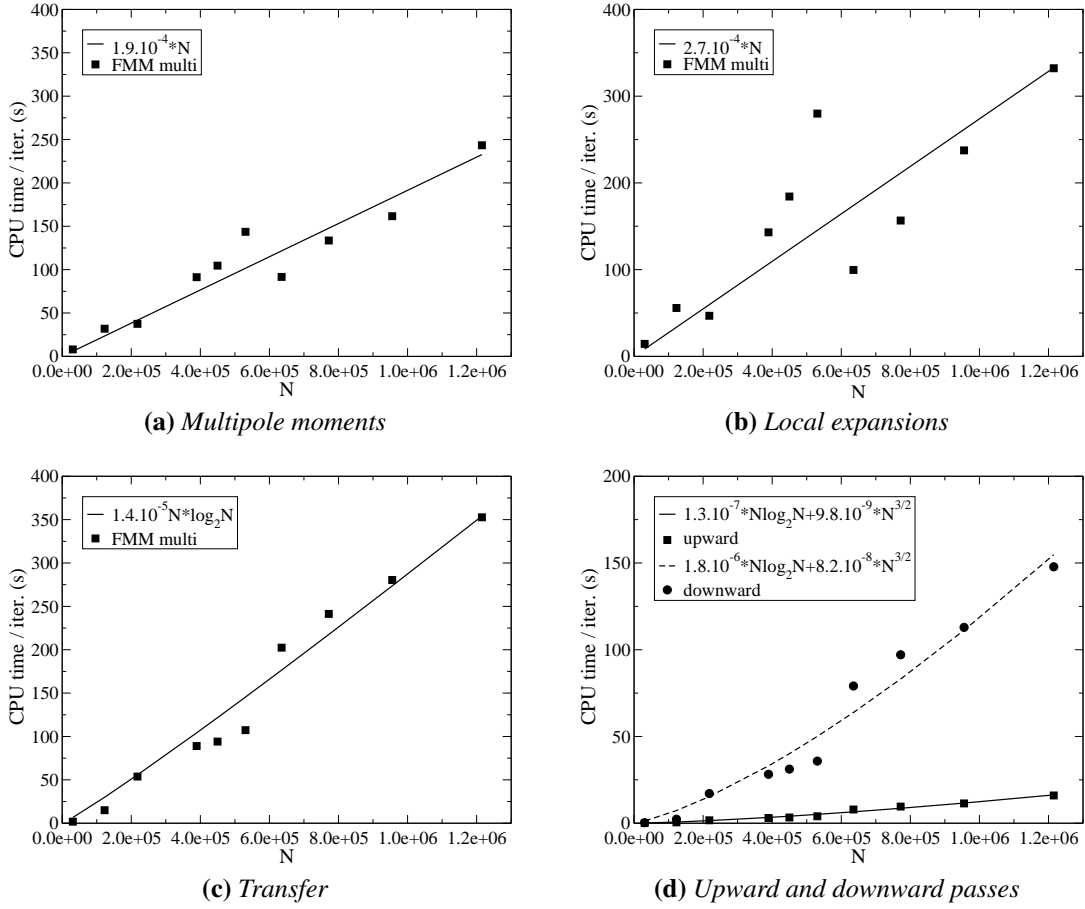 400
350
300
250
200
150
100
50
0
CPU time / iter. (s)
1.9.10^-4*N
FMM multi
0.0e+00 2.0e+05 4.0e+05 6.0e+05 8.0e+05 1.0e+06 1.2e+06
N
(a) Multipole moments
400
300
200
100
0
CPU time / iter. (s)
2.7.10^-4*N
FMM multi
0.0e+00 2.0e+05 4.0e+05 6.0e+05 8.0e+05 1.0e+06 1.2e+06
N
(b) Local expansions
400
350
300
250
200
150
100
50
0
CPU time / iter. (s)
1.4.10^-5N*log_2N
FMM multi
0.0e+00 2.0e+05 4.0e+05 6.0e+05 8.0e+05 1.0e+06 1.2e+06
N
(c) Transfer
200
150
100
50
0
CPU time / iter. (s)
1.3.10^-7*Nlog_2N+9.8.10^-9*N^3/2
upward
1.8.10^-6*Nlog_2N+8.2.10^-8*N^3/2
downward
0.0e+00 2.0e+05 4.0e+05 6.0e+05 8.0e+05 1.0e+06 1.2e+06
N
(d) Upward and downward passes